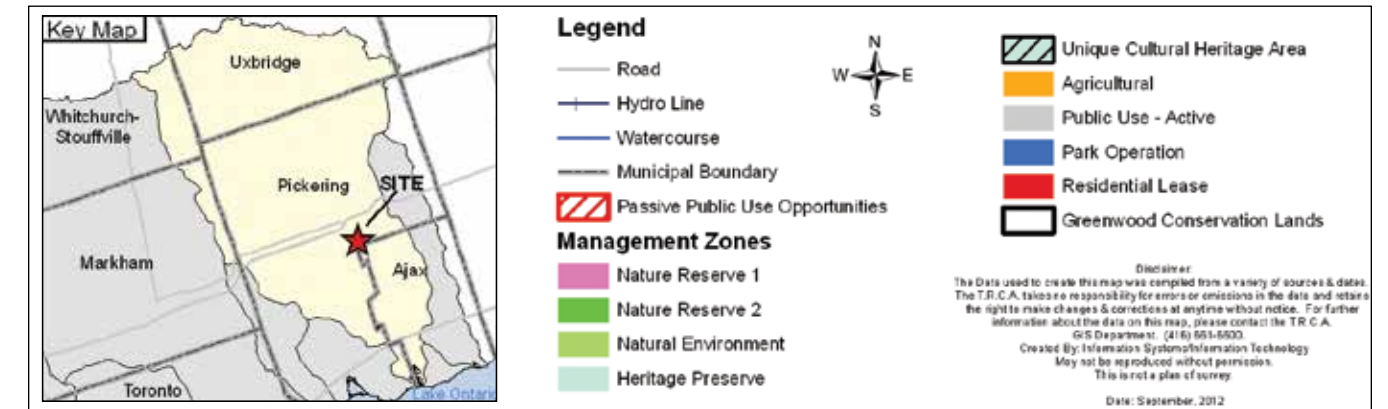 Key Map
Uxbridge
Whitchurch-
Stouffville
Pickering
SITE
Markham
Ajax
Toronto
Lake Ontario
Legend
Road
Hydro Line
Watercourse
Municipal Boundary
Passive Public Use Opportunities
Management Zones
Nature Reserve 1
Nature Reserve 2
Natural Environment
Heritage Preserve
N
W E
S
Unique Cultural Heritage Area
Agricultural
Public Use - Active
Park Operation
Residential Lease
Greenwood Conservation Lands
Disclaimer:
The Data used to create this map was compiled from a variety of sources & dates.
The T.R.C.A. takes no responsibility for errors or omissions in the data and retains
the right to make changes & corrections at anytime without notice. For further
information about the data on this map, please contact the T.R.C.A.
GIS Department. (416) 661-6600.
Created By: Information Systems/Information Technology
May not be reproduced without permission.
This is not a plan of survey.
Date: September, 2012